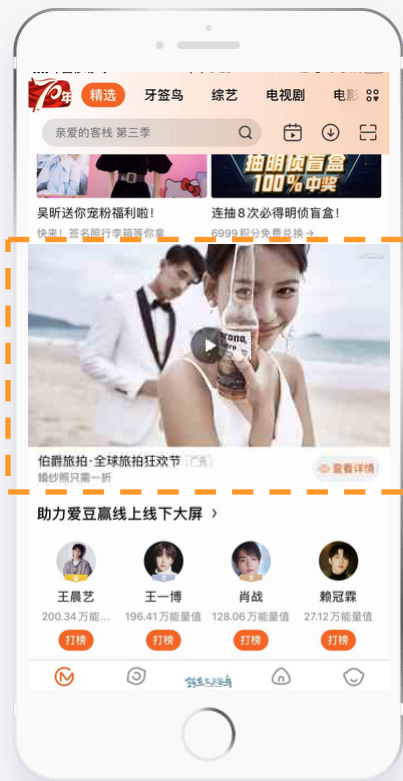 70年
精选 牙签鸟 综艺 电视剧 电影
亲爱的客栈 第三季
抽明侦盲盒
100%中奖
吴昕送你宠粉福利啦!
连抽8次必得明侦盲盒!
快来!签名照行李箱等你拿
6999积分免费兑换→
Corona
伯爵旅拍-全球旅拍狂欢节 广告
婚纱照只需一折
查看详情
助力爱豆赢线上线下大屏 >
王晨艺 王一博 肖战 赖冠霖
200.34万能... 196.41万能量值 128.06万能量值 27.12万能量值
打榜 打榜 打榜 打榜